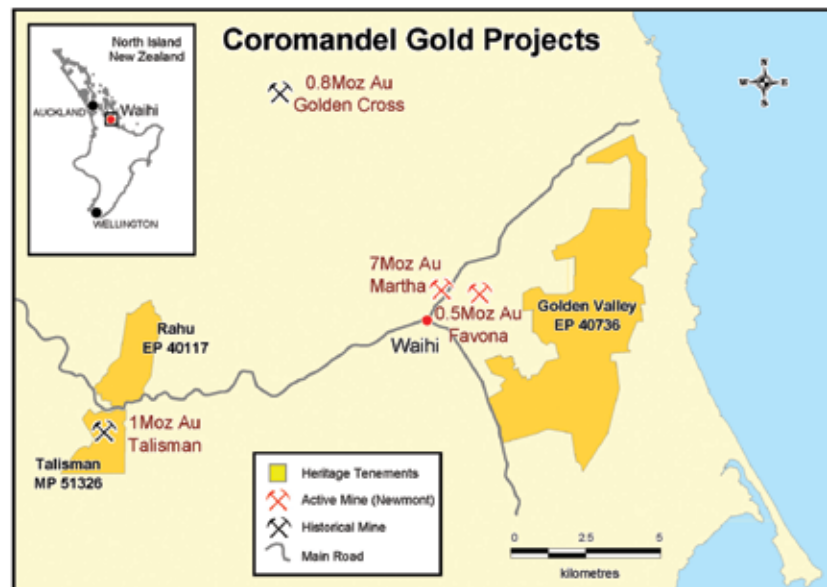 Coromandel Gold Projects
North Island
New Zealand
AUCKLAND
Waihi
WELLINGTON
0.8Moz Au
Golden Cross
N
W E
S
7Moz Au
Martha
0.5Moz Au
Favona
Waihi
Golden Valley
EP 40736
Rahu
EP 40117
1Moz Au
Talisman
Talisman
MP 51326
Heritage Tenements
Active Mine (Newmont)
Historical Mine
Main Road
0 2.5 5
kilometres